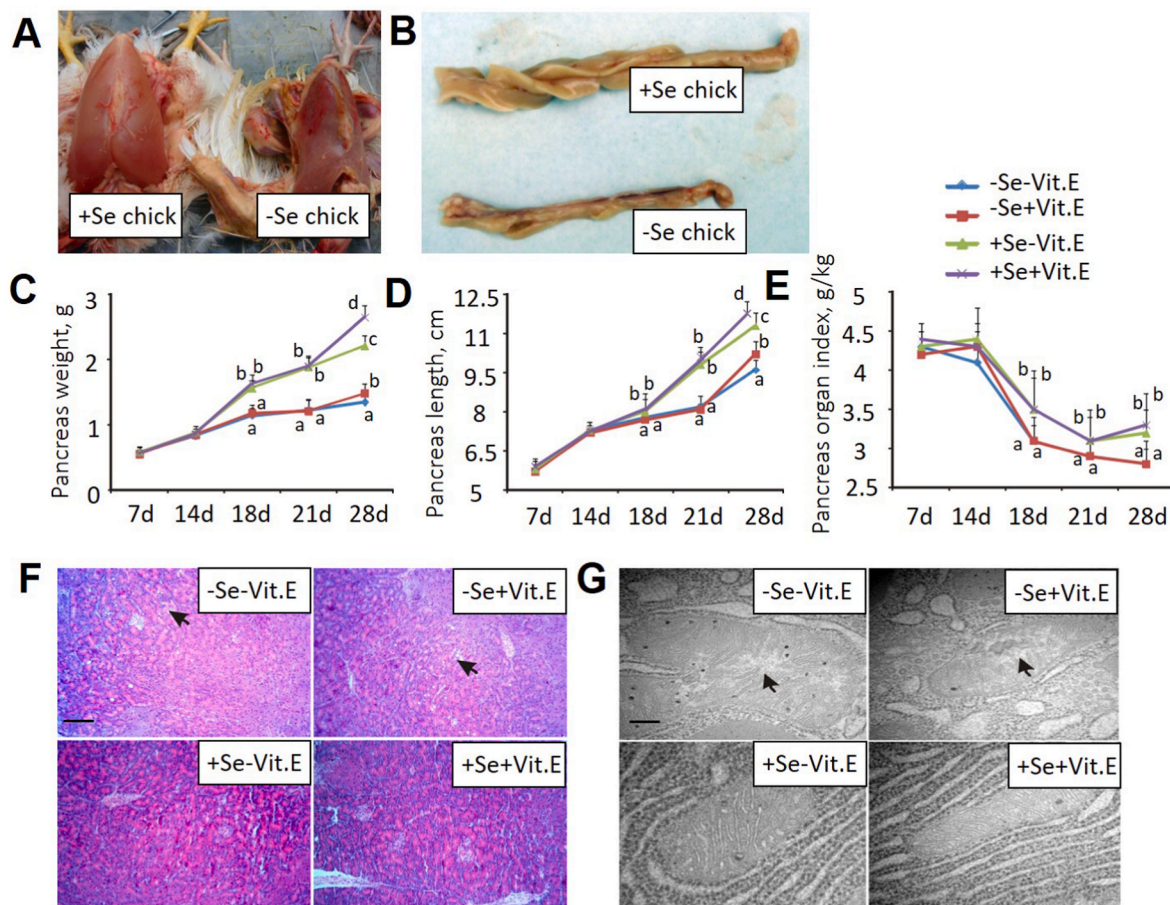 A
+Se chick
-Se chick
B
+Se chick
-Se chick
-Se-Vit.E
-Se+Vit.E
+Se-Vit.E
+Se+Vit.E
C
Pancreas weight, g
3
2
1
0
7d 14d 18d 21d 28d
b b
a
a
b
b
a
a
d
c
b
a
D
Pancreas length, cm
12.5
11
9.5
8
6.5
5
7d 14d 18d 21d 28d
b
b
a a
b
b
a
a
d
c
b
a
E
Pancreas organ index, g/kg
5
4.5
4
3.5
3
2.5
7d 14d 18d 21d 28d
b b
a
a
b b
a a
b b
a a
F
-Se-Vit.E
-Se+Vit.E
+Se-Vit.E
+Se+Vit.E
G
-Se-Vit.E
-Se+Vit.E
+Se-Vit.E
+Se+Vit.E